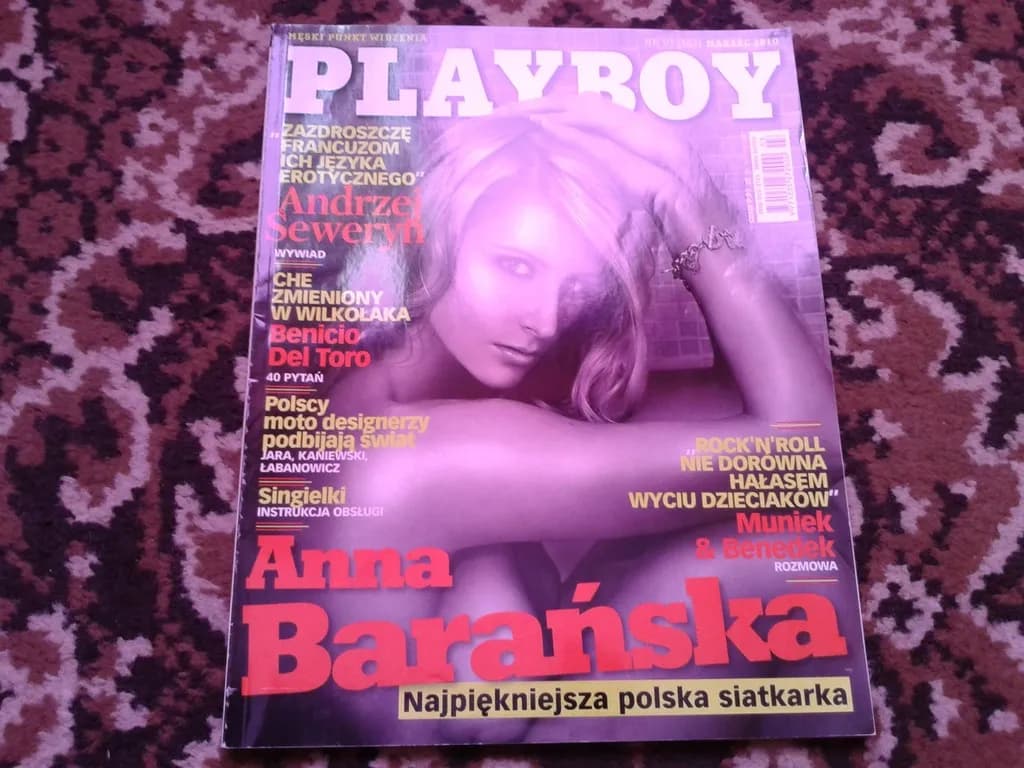 MĘSKI PUNKT WIDZENIA
MARZEC 2010
PLAYBOY
„ZAZDROSZCZĘ
FRANCUZOM
ICH JĘZYKA
EROTYCZNEGO”
Andrzej
Seweryn
WYWIAD
CHE
ZMIENIONY
W WILKOŁAKA
Benicio
Del Toro
40 PYTAŃ
Polscy
moto designerzy
podbijają świat
JARA, KANIEWSKI,
ŁABANOWICZ
Singielki
INSTRUKCJA OBSŁUGI
„ROCK'N'ROLL
NIE DORÓWNA
HAŁASEM
WYCIU DZIECIAKÓW”
Muniek
& Benedek
ROZMOWA
Anna
Barańska
Najpiękniejsza polska siatkarka